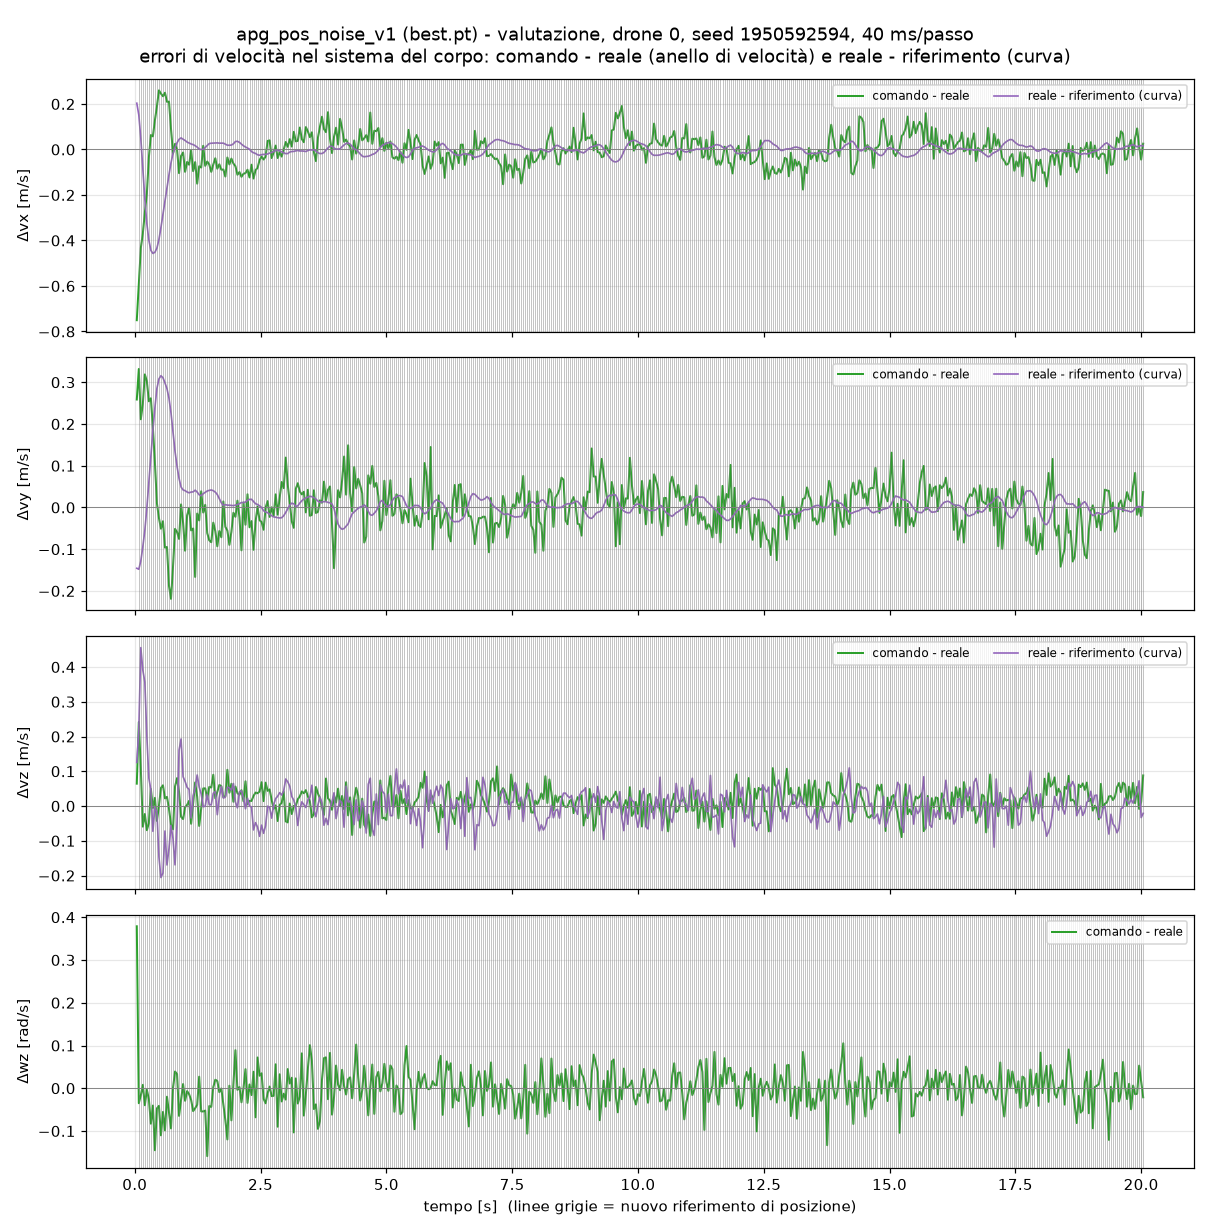 apg_pos_noise_v1 (best.pt) - valutazione, drone 0, seed 1950592594, 40 ms/passo
errori di velocità nel sistema del corpo: comando - reale (anello di velocità) e reale - riferimento (curva)
comando - reale reale - riferimento (curva)
0.2
0.0
−0.2
−0.4
−0.6
−0.8
Δvx [m/s]
comando - reale reale - riferimento (curva)
0.3
0.2
0.1
0.0
−0.1
−0.2
Δvy [m/s]
comando - reale reale - riferimento (curva)
0.4
0.3
0.2
0.1
0.0
−0.1
−0.2
Δvz [m/s]
comando - reale
0.4
0.3
0.2
0.1
0.0
−0.1
Δwz [rad/s]
0.0 2.5 5.0 7.5 10.0 12.5 15.0 17.5 20.0
tempo [s] (linee grigie = nuovo riferimento di posizione)